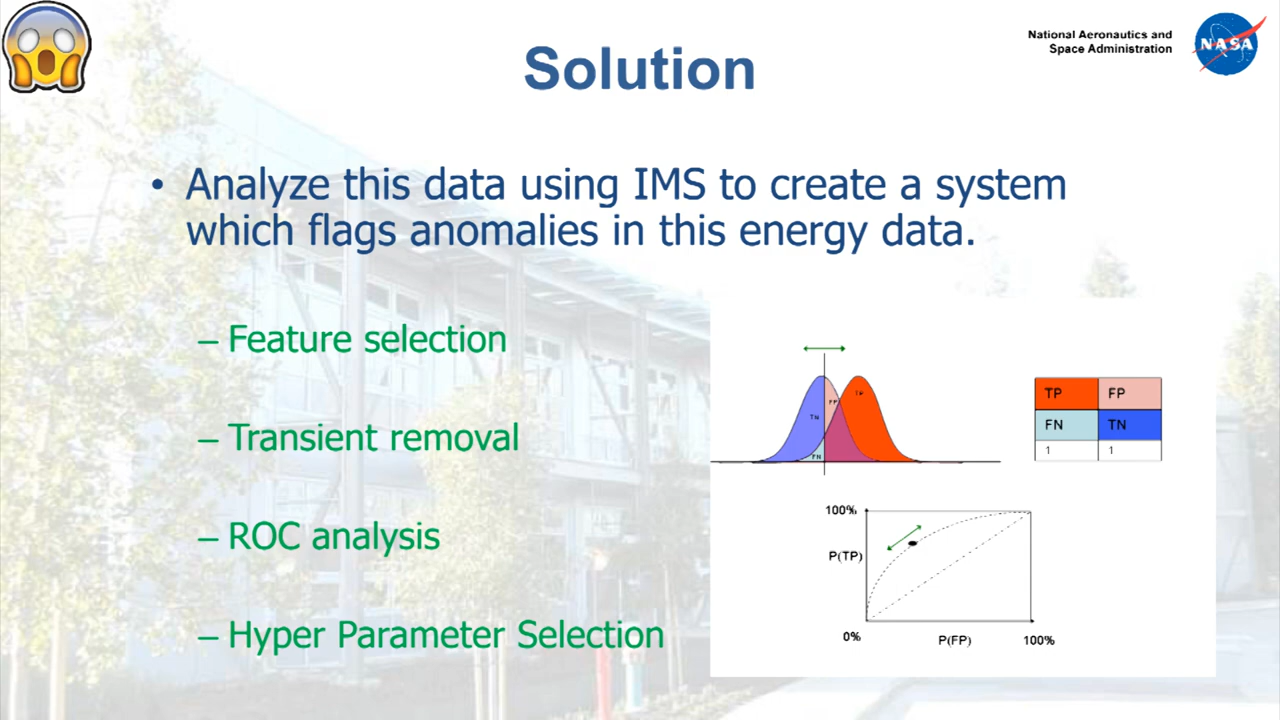 National Aeronautics and
Space Administration
NASA
Solution
• Analyze this data using IMS to create a system
which flags anomalies in this energy data.
– Feature selection
– Transient removal
– ROC analysis
– Hyper Parameter Selection
TN
FP
TP
FN
TP FP
FN TN
1 1
100%
P(TP)
0%
P(FP)
100%